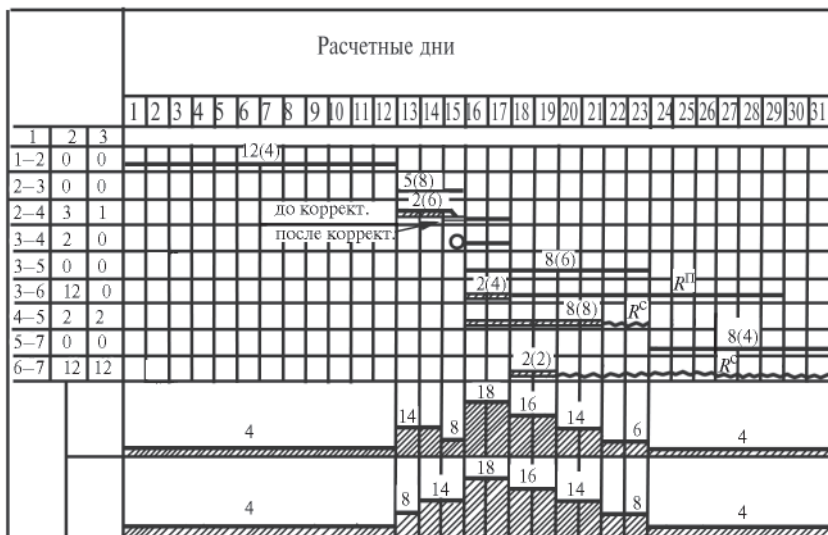 Расчетные дни
1 2 3 4 5 6 7 8 9 10 11 12 13 14 15 16 17 18 19 20 21 22 23 24 25 26 27 28 29 30 31
1 2 3
1–2 0 0 12(4)
2–3 0 0 5(8)
2–4 3 1 2(6)
до коррект.
после коррект.
3–4 2 0
3–5 0 0 8(6)
3–6 12 0 2(4) Rᴨ
4–5 2 2 8(8) Rᶜ
5–7 0 0 8(4)
6–7 12 12 2(2) Rᶜ
4 14 8 18 16 14 6 4
4 8 14 18 16 14 8 4